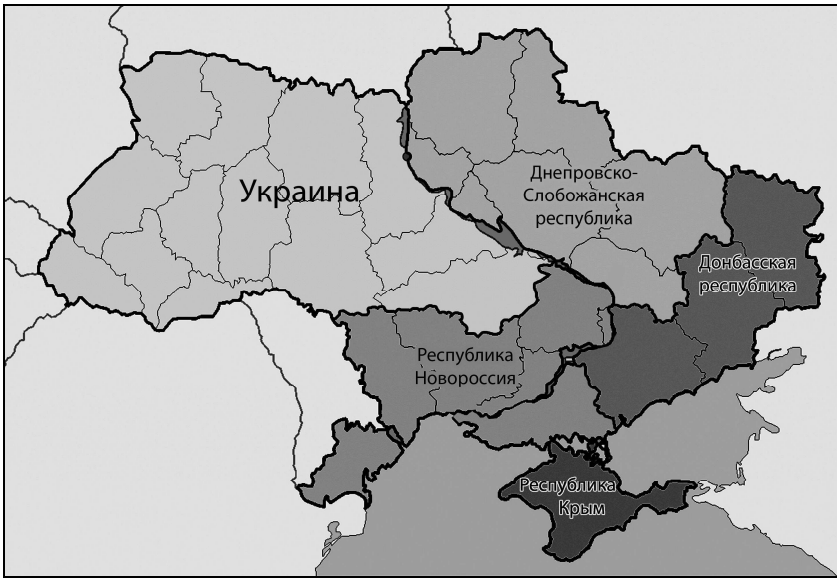 Украина
Днепровско-
Слобожанская
республика
Донбасская
республика
Республика
Новороссия
Республика
Крым